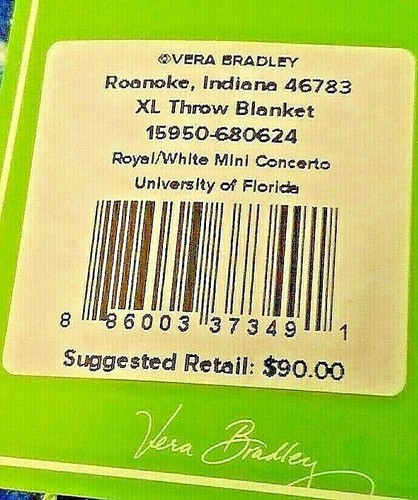 ©VERA BRADLEY
Roanoke, Indiana 46783
XL Throw Blanket
15950-680624
Royal/White Mini Concerto
University of Florida
8 86003 37349 1
Suggested Retail: $90.00
Vera Bradley